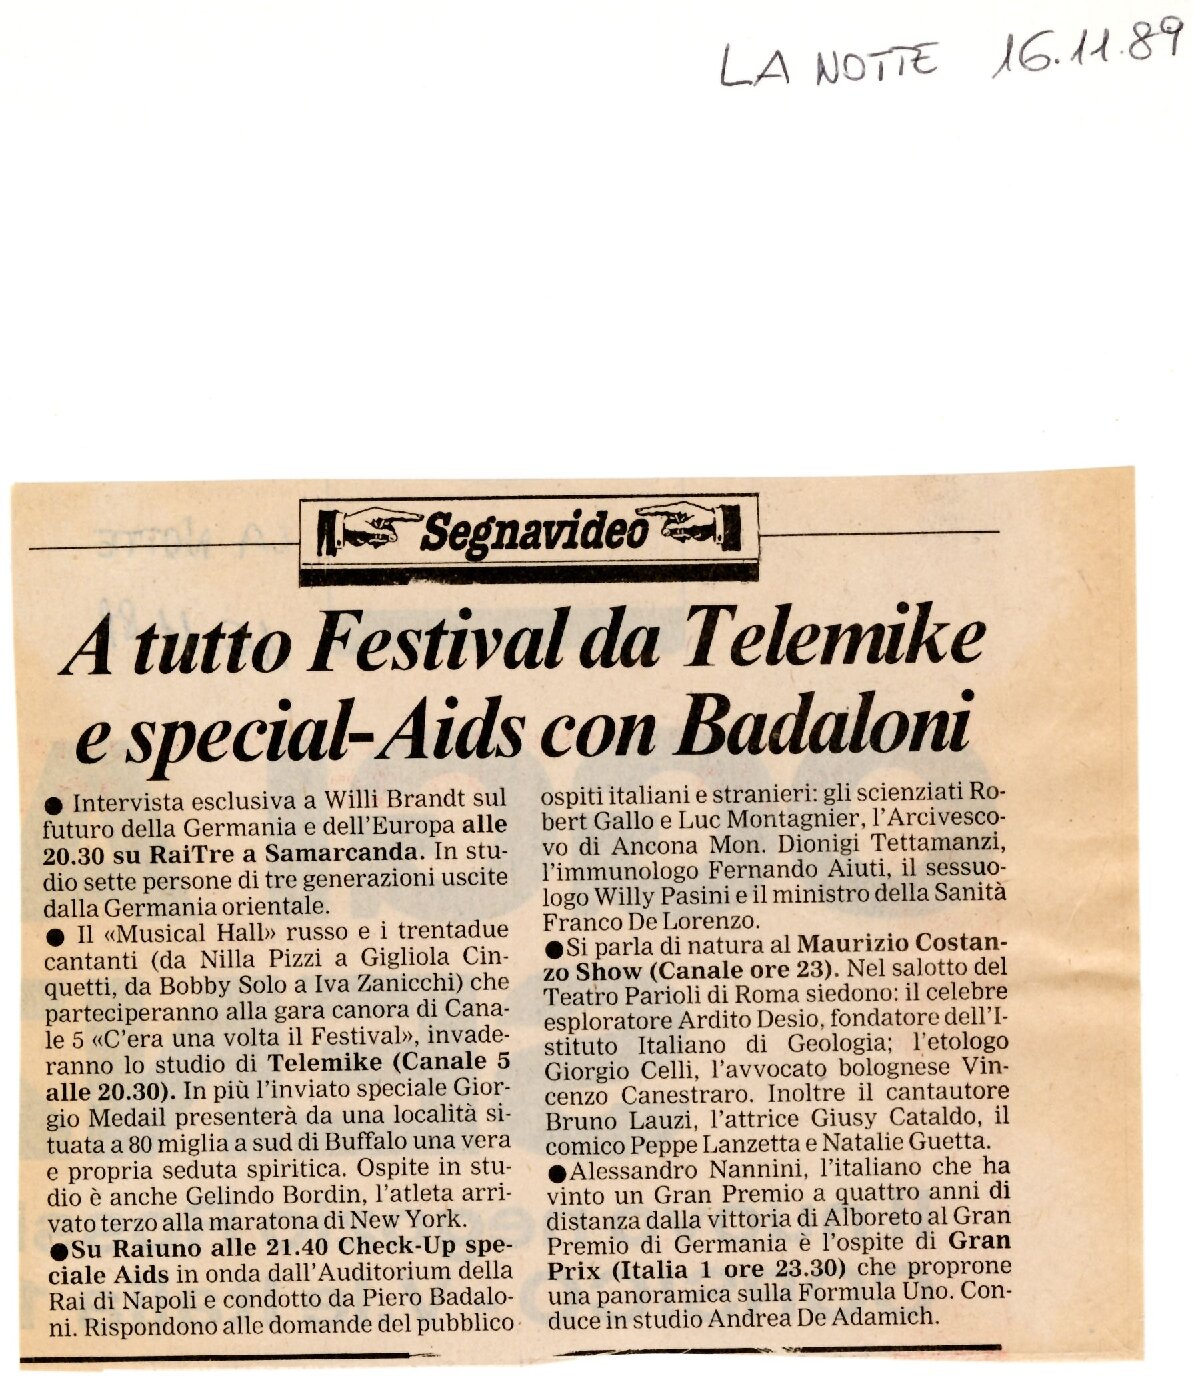 LA NOTTE 16.11.89
Segnavideo
A tutto Festival da Telemike
e special-Aids con Badaloni
● Intervista esclusiva a Willi Brandt sul
futuro della Germania e dell'Europa alle
20.30 su RaiTre a Samarcanda. In stu-
dio sette persone di tre generazioni uscite
dalla Germania orientale.
● Il «Musical Hall» russo e i trentadue
cantanti (da Nilla Pizzi a Gigliola Cin-
quetti, da Bobby Solo a Iva Zanicchi) che
parteciperanno alla gara canora di Cana-
le 5 «C'era una volta il Festival», invade-
ranno lo studio di Telemike (Canale 5
alle 20.30). In più l'inviato speciale Gior-
gio Medail presenterà da una località si-
tuata a 80 miglia a sud di Buffalo una vera
e propria seduta spiritica. Ospite in stu-
dio è anche Gelindo Bordin, l'atleta arri-
vato terzo alla maratona di New York.
●Su Raiuno alle 21.40 Check-Up spe-
ciale Aids in onda dall'Auditorium della
Rai di Napoli e condotto da Piero Badalo-
ni. Rispondono alle domande del pubblico
ospiti italiani e stranieri: gli scienziati Ro-
bert Gallo e Luc Montagnier, l'Arcivesco-
vo di Ancona Mon. Dionigi Tettamanzi,
l'immunologo Fernando Aiuti, il sessuo-
logo Willy Pasini e il ministro della Sanità
Franco De Lorenzo.
●Si parla di natura al Maurizio Costan-
zo Show (Canale ore 23). Nel salotto del
Teatro Parioli di Roma siedono: il celebre
esploratore Ardito Desio, fondatore dell'I-
stituto Italiano di Geologia; l'etologo
Giorgio Celli, l'avvocato bolognese Vin-
cenzo Canestraro. Inoltre il cantautore
Bruno Lauzi, l'attrice Giusy Cataldo, il
comico Peppe Lanzetta e Natalie Guetta.
●Alessandro Nannini, l'italiano che ha
vinto un Gran Premio a quattro anni di
distanza dalla vittoria di Alboreto al Gran
Premio di Germania è l'ospite di Gran
Prix (Italia 1 ore 23.30) che proprone
una panoramica sulla Formula Uno. Con-
duce in studio Andrea De Adamich.